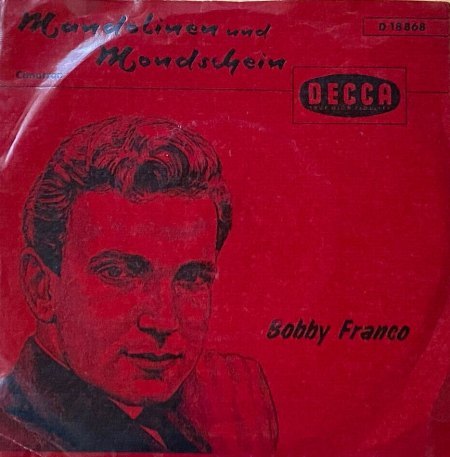 Mandolinen und
Mondschein
D 18868
DECCA
Bobby Franco